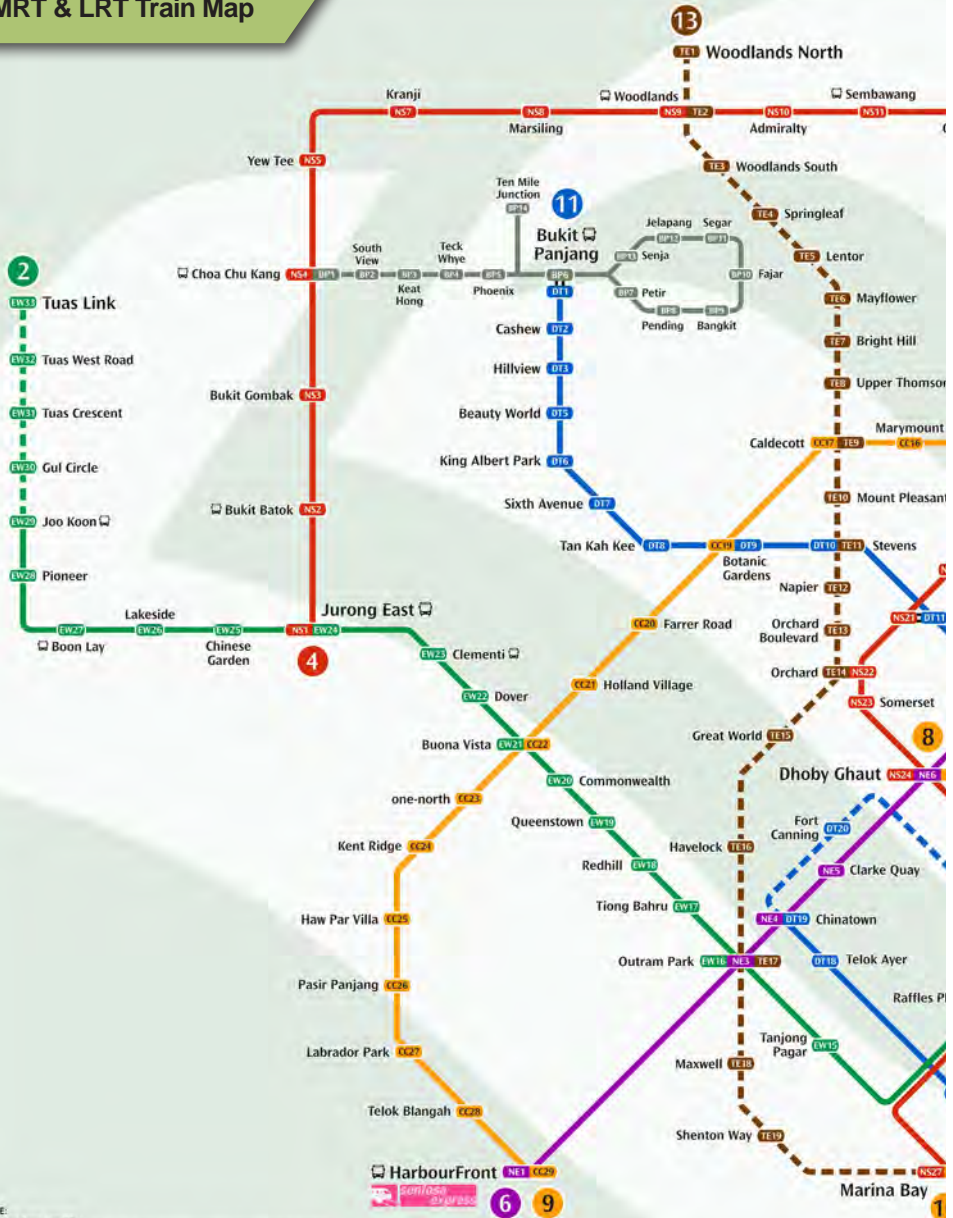 MRT & LRT Train Map
13
TE1 Woodlands North
Kranji
Woodlands
Sembawang
NS7
NS8
NS9 TE2
NS10
NS11
Marsiling
Admiralty
Yew Tee NS5
TE3 Woodlands South
Ten Mile
Junction
BP14
11
TE4 Springleaf
Jelapang
Segar
BP12
BP11
Bukit
Panjang
BP13 Senja
TE5 Lentor
2
South
View
Teck
Whye
Choa Chu Kang NS4 BP1
BP2
BP3
BP4
BP5
BP6
BP10 Fajar
Keat
Hong
Phoenix
DT1
BP7 Petir
EW33 Tuas Link
TE6 Mayflower
BP8
BP9
Pending
Bangkit
Cashew DT2
TE7 Bright Hill
EW32 Tuas West Road
Hillview DT3
TE8 Upper Thomson
Bukit Gombak NS3
EW31 Tuas Crescent
Beauty World DT5
Marymount
Caldecott CC17 TE9
CC16
King Albert Park DT6
EW30 Gul Circle
TE10 Mount Pleasant
Sixth Avenue DT7
Bukit Batok NS2
EW29 Joo Koon
Tan Kah Kee DT8
CC19 DT9
DT10 TE11 Stevens
Botanic
Gardens
EW28 Pioneer
Napier TE12
Lakeside
Jurong East
CC20 Farrer Road
NS21 DT11
EW27
EW26
EW25
NS1 EW24
Orchard
Boulevard
TE13
Boon Lay
Chinese
Garden
4
EW23 Clementi
Orchard TE14 NS22
CC21 Holland Village
EW22 Dover
NS23 Somerset
Great World TE15
8
Buona Vista EW21 CC22
Dhoby Ghaut NS24 NE6
EW20 Commonwealth
one-north CC23
Queenstown EW19
Fort
Canning
DT20
Kent Ridge CC24
Havelock TE16
Redhill EW18
NE5 Clarke Quay
Tiong Bahru EW17
Haw Par Villa CC25
NE4 DT19 Chinatown
Outram Park EW16 NE3 TE17
DT18 Telok Ayer
Pasir Panjang CC26
Raffles Pl
Tanjong
Pagar
EW15
Labrador Park CC27
Maxwell TE18
Telok Blangah CC28
Shenton Way TE19
HarbourFront NE1 CC29
NS27
sentosa
express
6
9
Marina Bay
1
E: